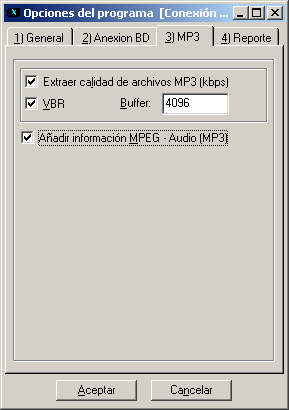 Opciones del programa [Conexión ...
1) General
2) Anexion BD
3) MP3
4) Reporte
Extraer calidad de archivos MP3 (kbps)
VBR Buffer: 4096
Añadir información MPEG - Audio (MP3)
Aceptar Cancelar